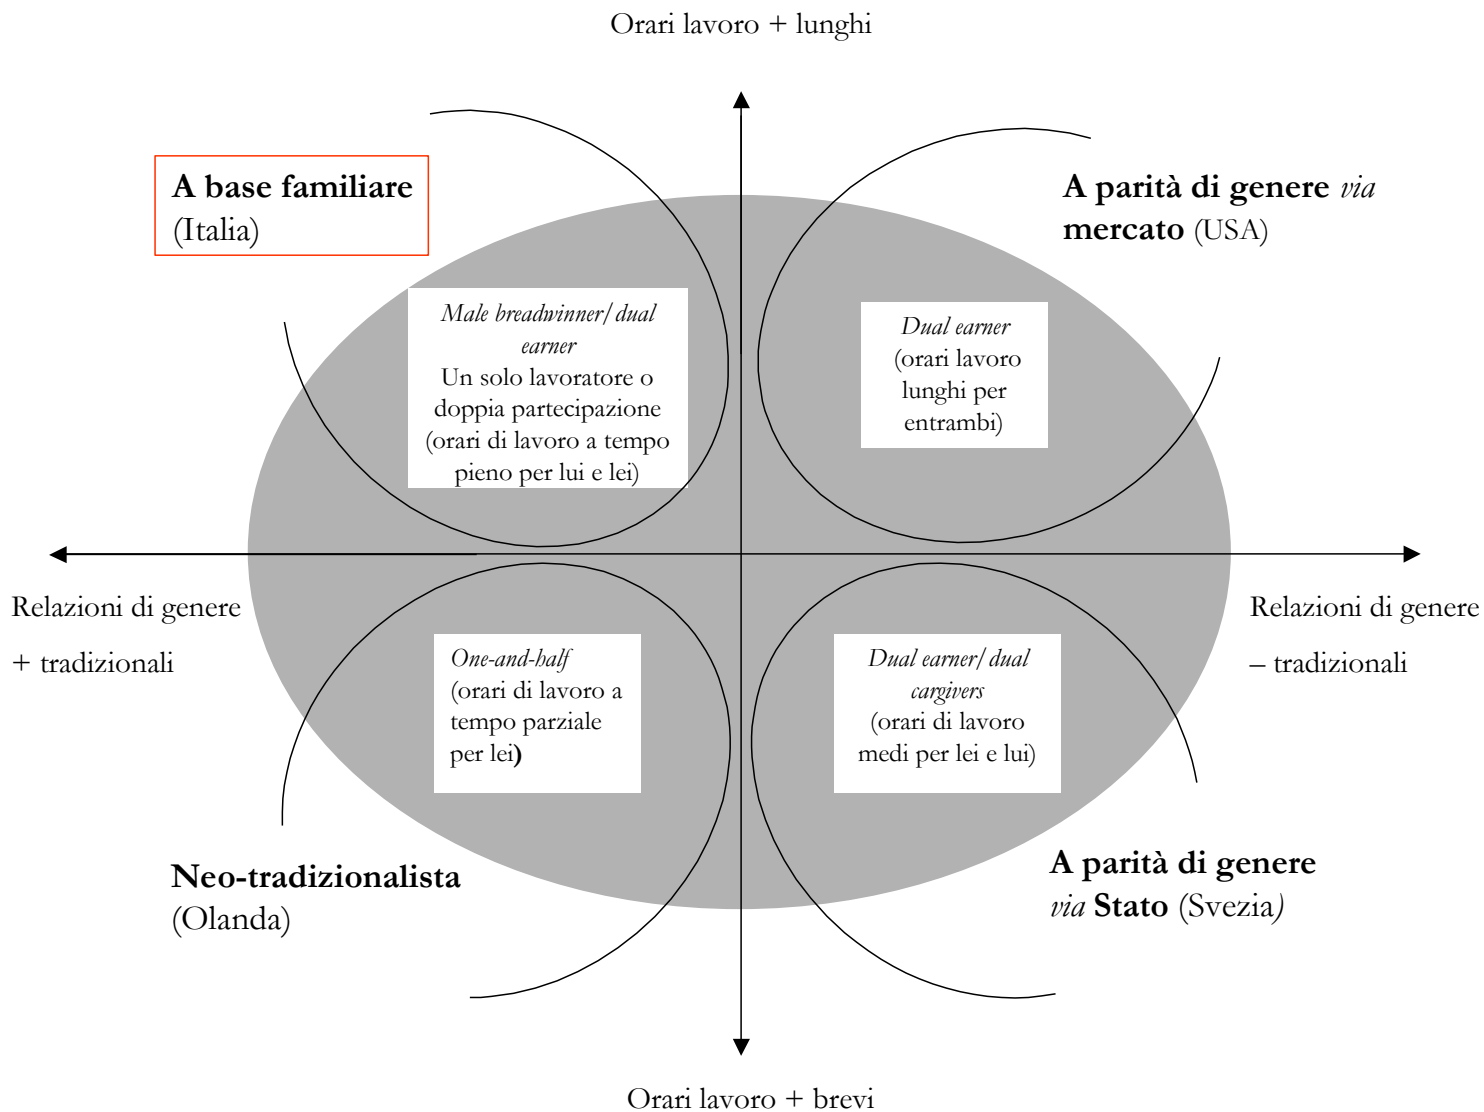 Orari lavoro + lunghi
A base familiare
(Italia)
A parità di genere via
mercato (USA)
Male breadwinner/dual
earner
Un solo lavoratore o
doppia partecipazione
(orari di lavoro a tempo
pieno per lui e lei)
Dual earner
(orari lavoro
lunghi per
entrambi)
Relazioni di genere
+ tradizionali
Relazioni di genere
– tradizionali
One-and-half
(orari di lavoro a
tempo parziale
per lei)
Dual earner/dual
cargivers
(orari di lavoro
medi per lei e lui)
Neo-tradizionalista
(Olanda)
A parità di genere
via Stato (Svezia)
Orari lavoro + brevi